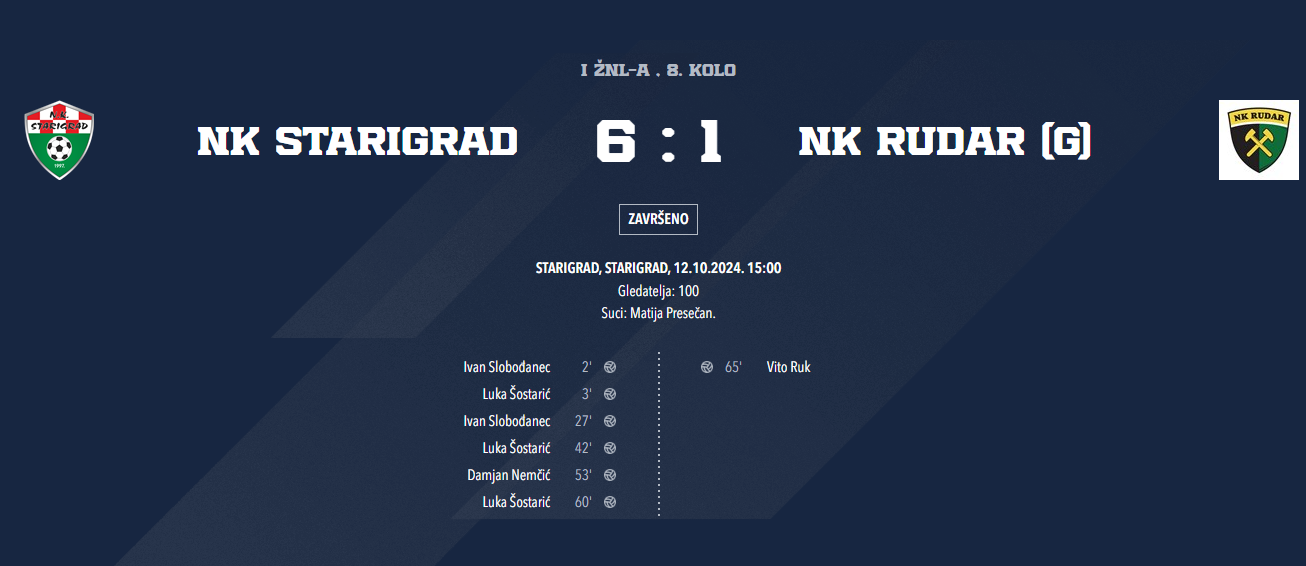 I ŽNL-A . 8. KOLO
N.K.
STARIGRAD
1997.
NK STARIGRAD 6 : 1 NK RUDAR (G)
NK RUDAR
ZAVRŠENO
STARIGRAD, STARIGRAD, 12.10.2024. 15:00
Gledatelja: 100
Suci: Matija Presečan.
Ivan Slobođanec 2' 65' Vito Ruk
Luka Šostarić 3'
Ivan Slobođanec 27'
Luka Šostarić 42'
Damjan Nemčić 53'
Luka Šostarić 60'